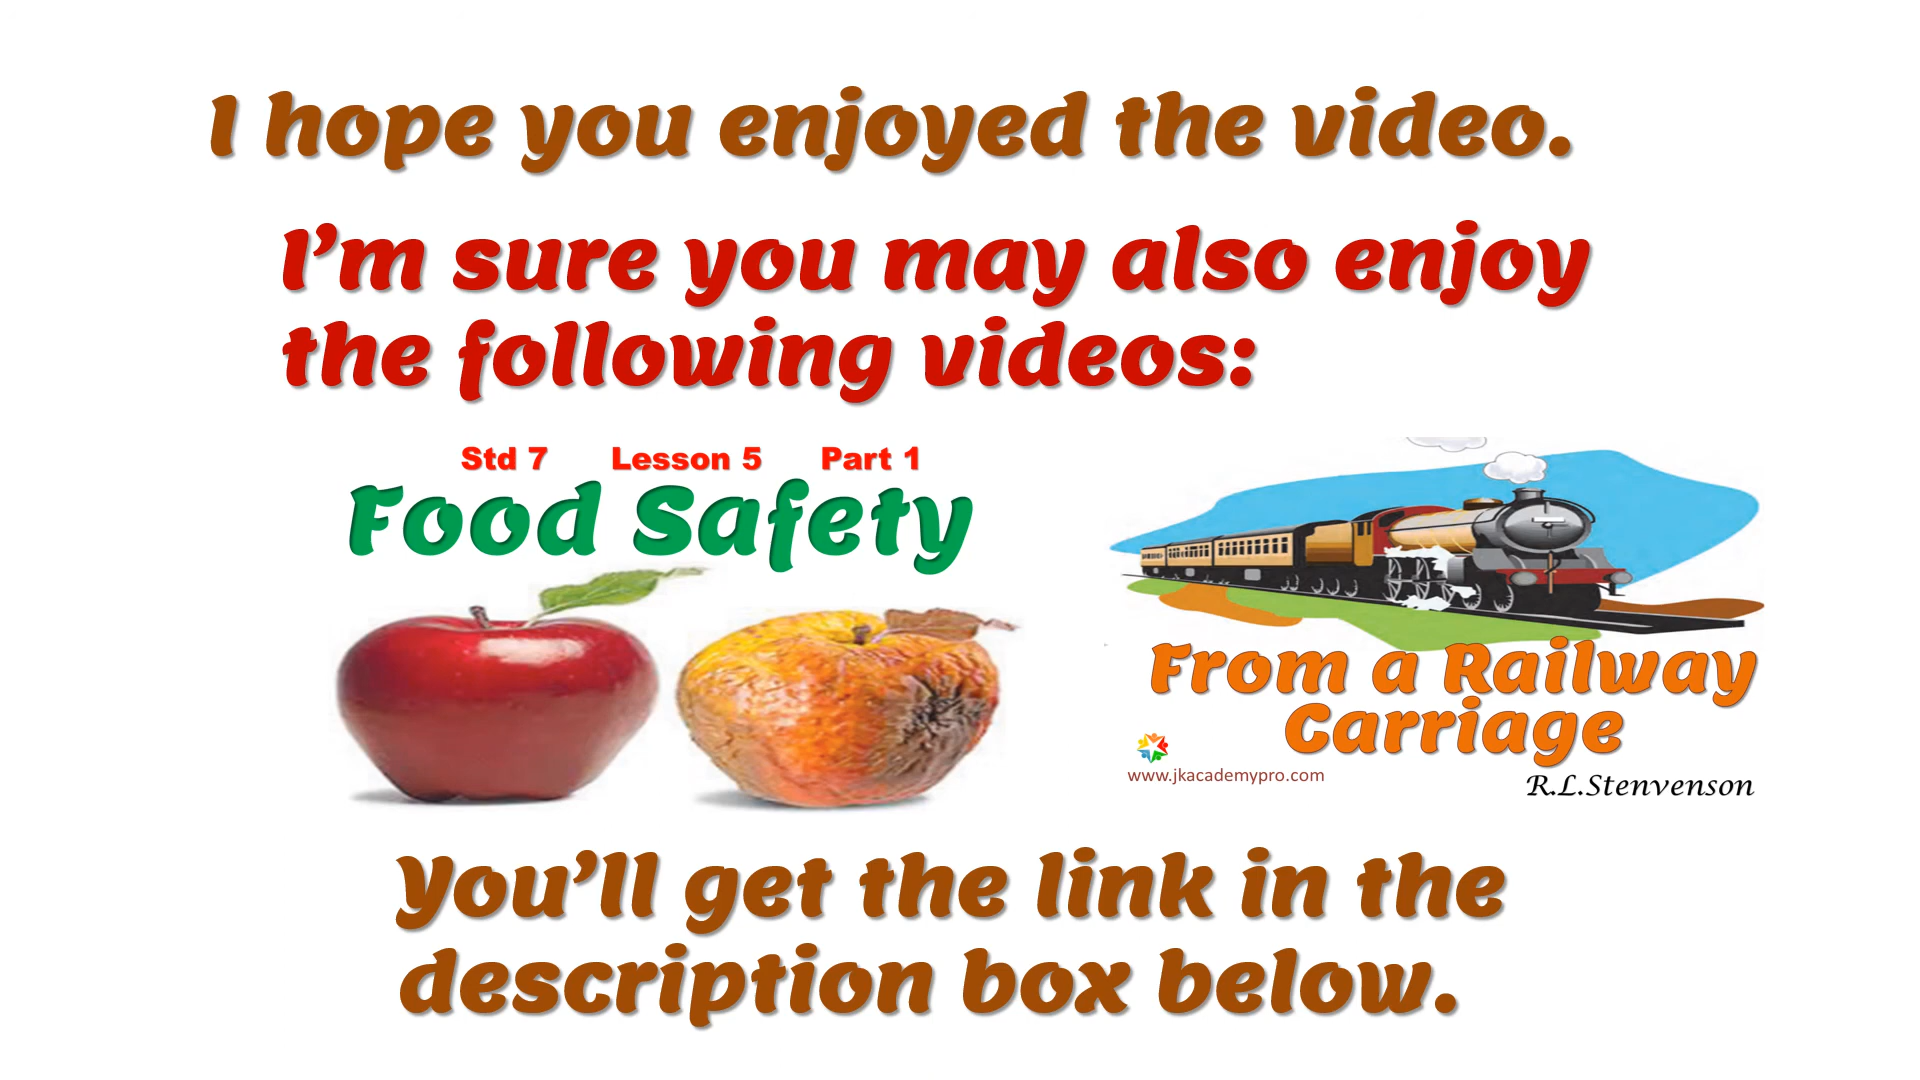 I hope you enjoyed the video.
I’m sure you may also enjoy
the following videos:
Std 7 Lesson 5 Part 1
Food Safety
From a Railway
Carriage
www.jkacademypro.com
R.L.Stenvenson
You’ll get the link in the
description box below.